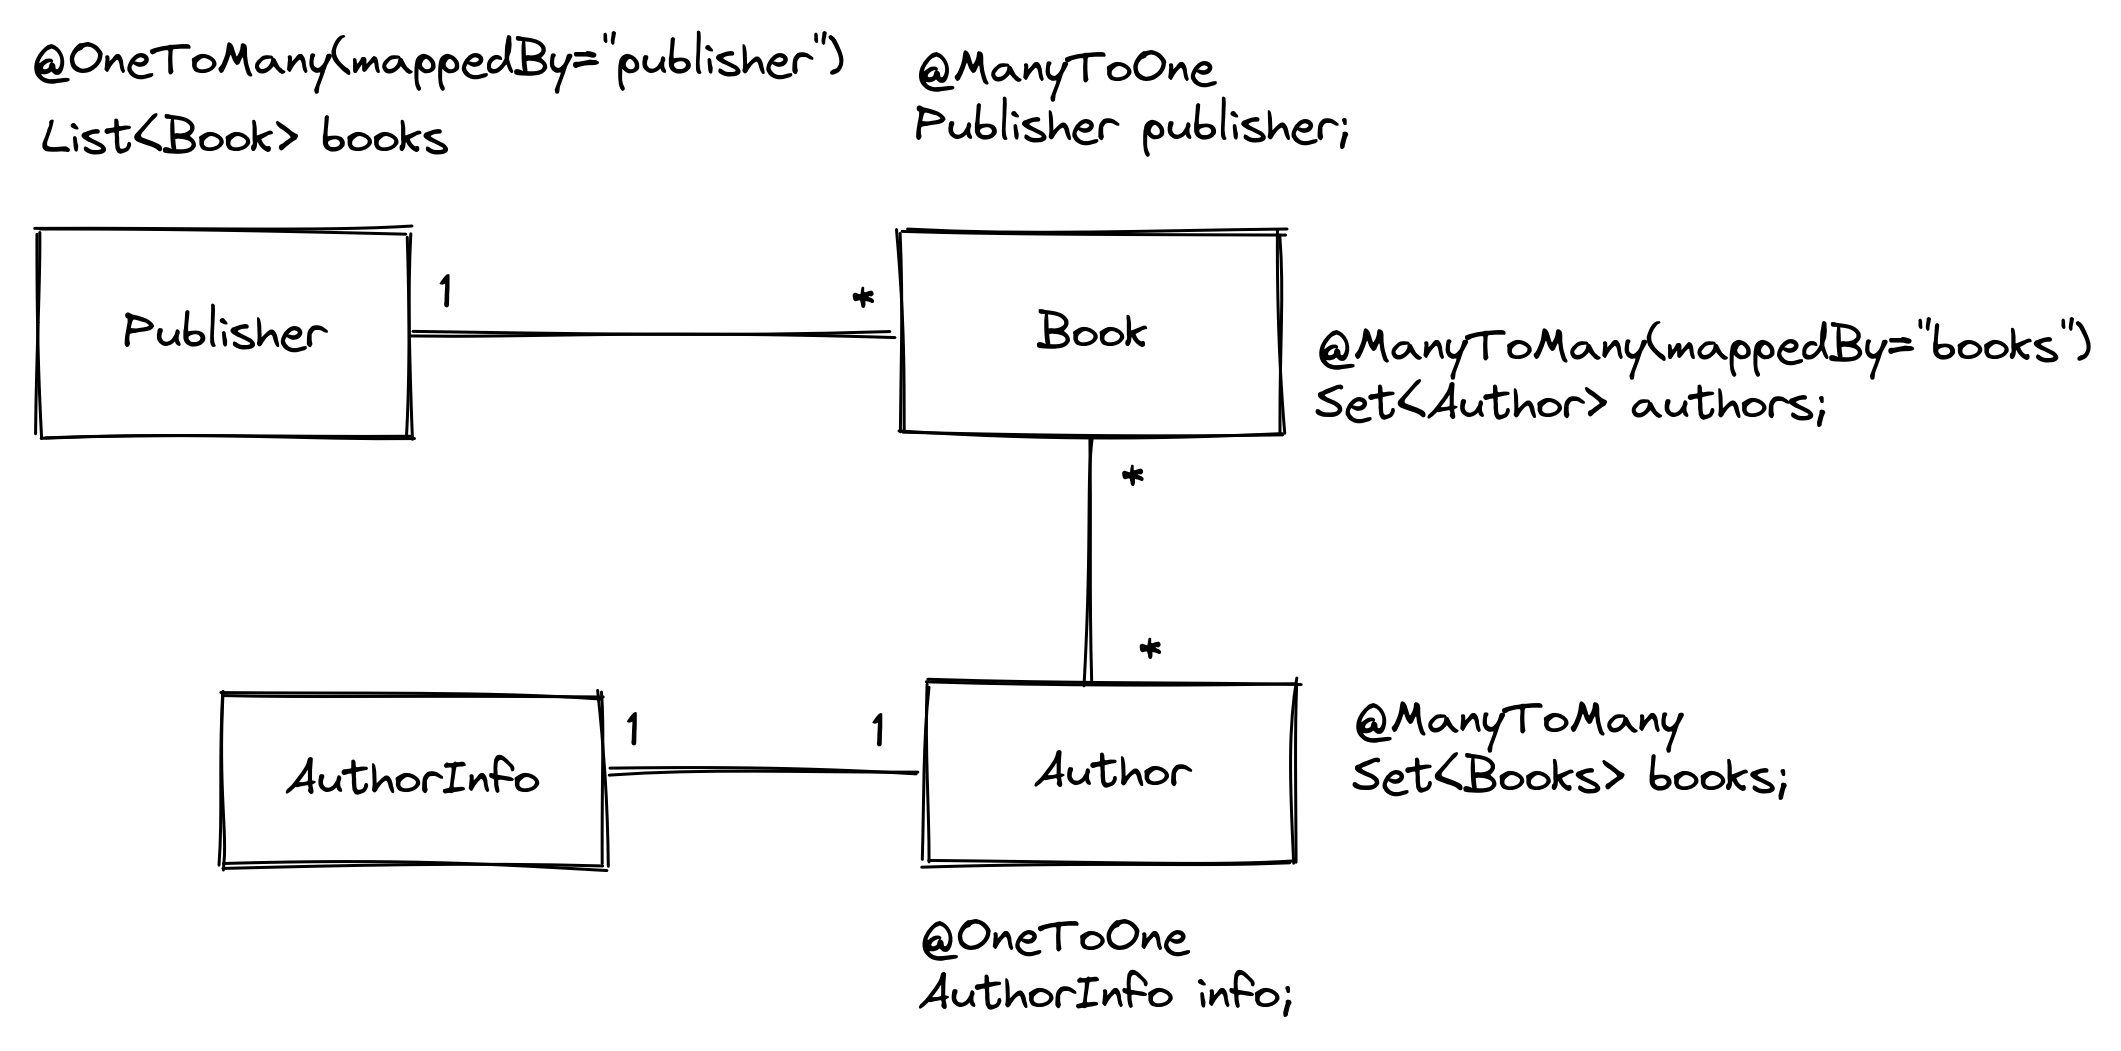 @OneToMany(mappedBy="publisher")
List<Book> books
@ManyToOne
Publisher publisher;
Publisher
1
*
Book
@ManyToMany(mappedBy="books")
Set<Author> authors;
*
*
AuthorInfo
1
1
Author
@ManyToMany
Set<Books> books;
@OneToOne
AuthorInfo info;